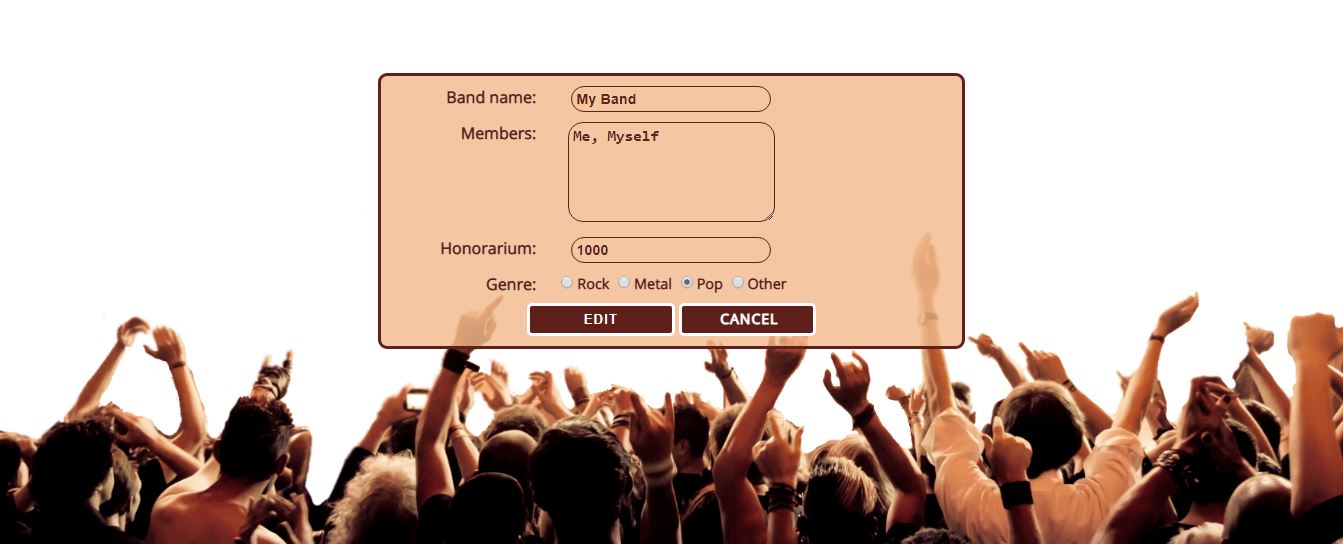 Band name: My Band
Members: Me, Myself
Honorarium: 1000
Genre: Rock Metal Pop Other
EDIT CANCEL